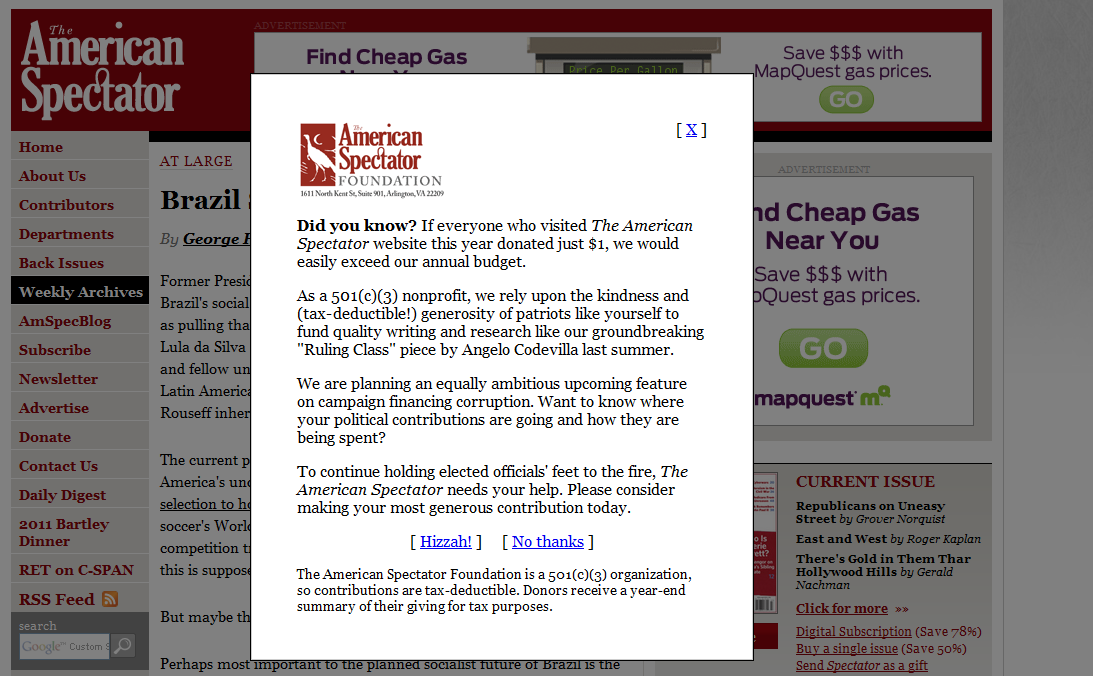 The
American
Spectator
ADVERTISEMENT
Find Cheap Gas
Price Per Gallon
Save $$$ with
MapQuest gas prices.
GO
Home
About Us
Contributors
Departments
Back Issues
Weekly Archives
AmSpecBlog
Subscribe
Newsletter
Advertise
Donate
Contact Us
Daily Digest
2011 Bartley
Dinner
RET on C-SPAN
RSS Feed
search
Google™ Custom S
AT LARGE
Brazil
By George
Former Presi
Brazil's social
as pulling tha
Lula da Silva
and fellow un
Latin America
Rouseff inher
The current p
America's unc
selection to ho
soccer's World
competition tr
this is suppose
But maybe th
Perhaps most important to the planned socialist future of Brazil is the
[ X ]
The
American
Spectator
FOUNDATION
1611 North Kent St, Suite 901, Arlington, VA 22209
Did you know? If everyone who visited The American
Spectator website this year donated just $1, we would
easily exceed our annual budget.
As a 501(c)(3) nonprofit, we rely upon the kindness and
(tax-deductible!) generosity of patriots like yourself to
fund quality writing and research like our groundbreaking
"Ruling Class" piece by Angelo Codevilla last summer.
We are planning an equally ambitious upcoming feature
on campaign financing corruption. Want to know where
your political contributions are going and how they are
being spent?
To continue holding elected officials' feet to the fire, The
American Spectator needs your help. Please consider
making your most generous contribution today.
[ Hizzah! ] [ No thanks ]
The American Spectator Foundation is a 501(c)(3) organization,
so contributions are tax-deductible. Donors receive a year-end
summary of their giving for tax purposes.
ADVERTISEMENT
nd Cheap Gas
Near You
Save $$$ with
pQuest gas prices.
GO
mapquest
CURRENT ISSUE
Republicans on Uneasy
Street by Grover Norquist
East and West by Roger Kaplan
There's Gold in Them Thar
Hollywood Hills by Gerald
Nachman
Click for more »»
Digital Subscription (Save 78%)
Buy a single issue (Save 50%)
Send Spectator as a gift